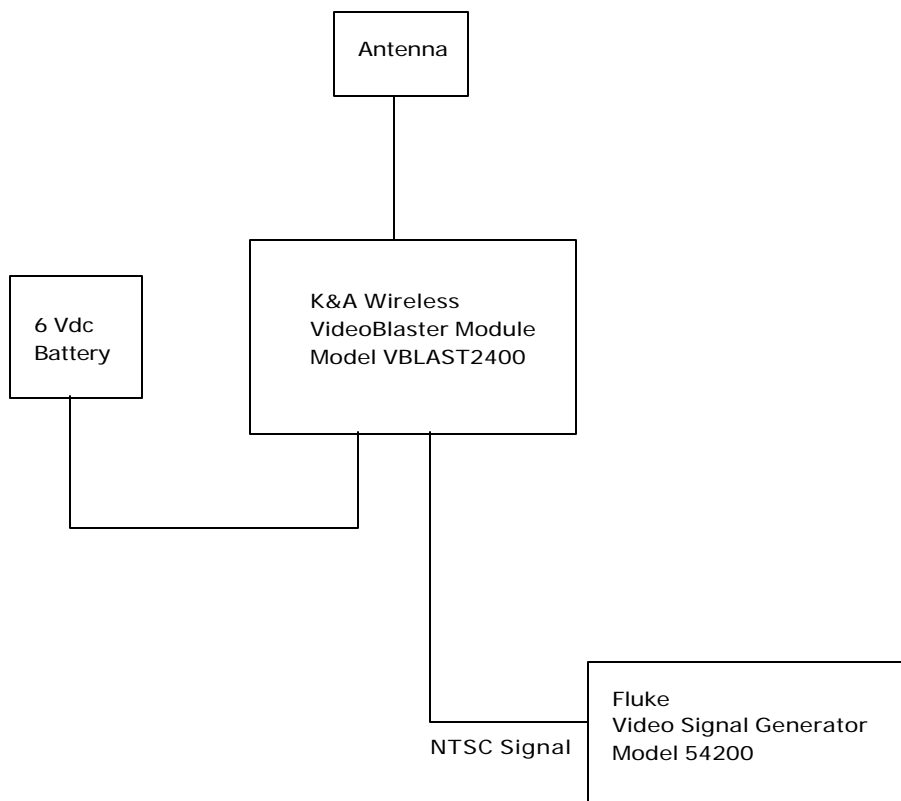 Antenna
K&A Wireless
VideoBlaster Module
Model VBLAST2400
6 Vdc
Battery
Fluke
Video Signal Generator
Model 54200
NTSC Signal